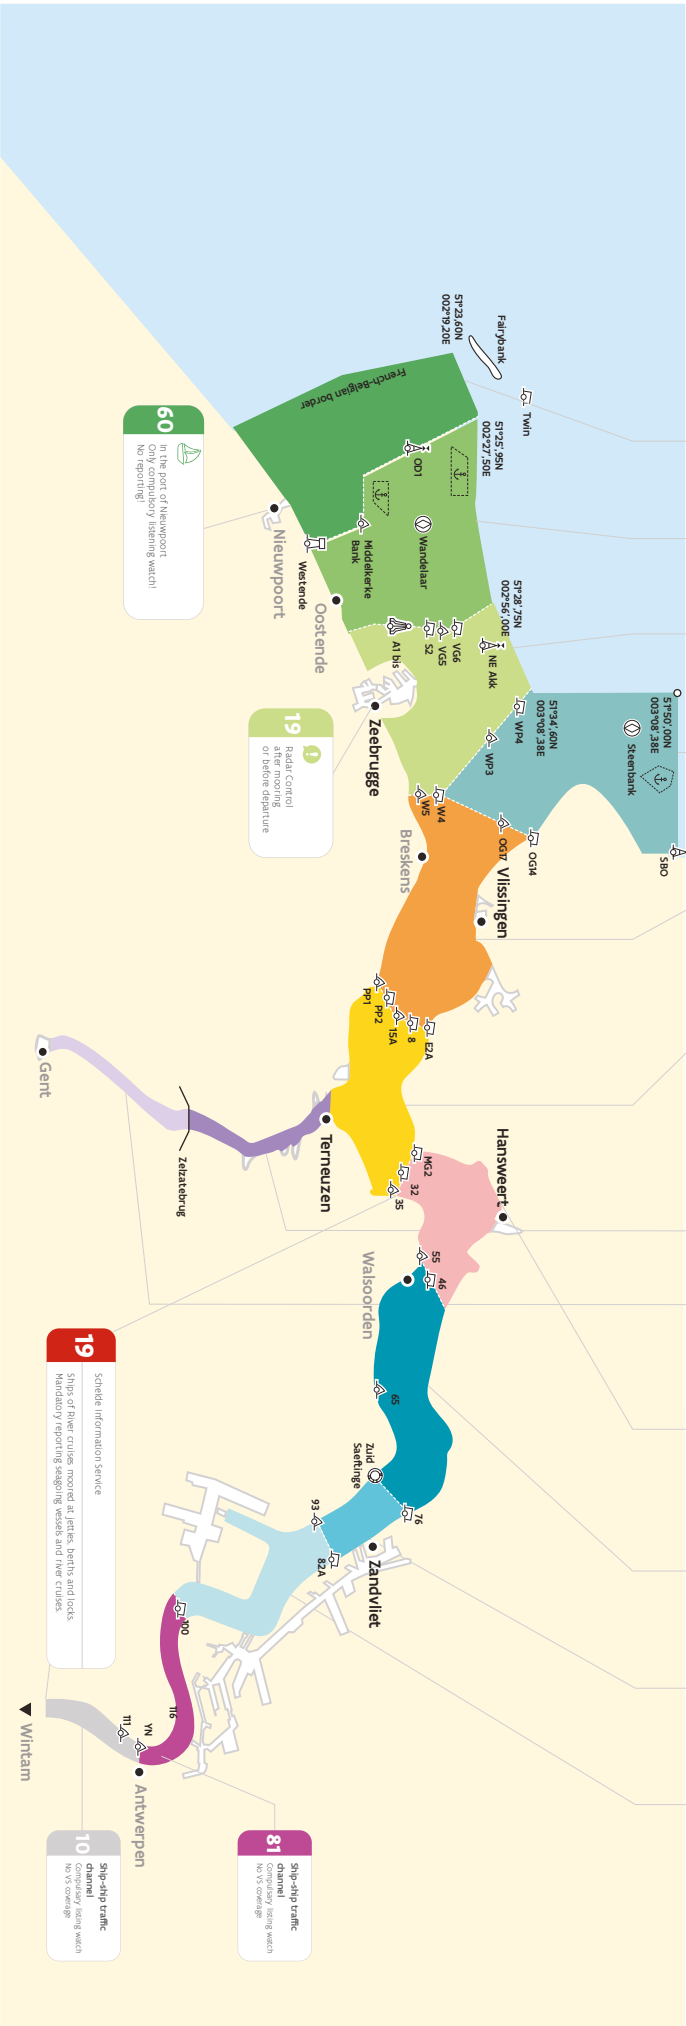 51°23,60N
002°19,20E
Fairybank
Twin
French-Belgian border
51°25',95N
002°27',50E
OD1
Wandelaar
Middelkerke
Bank
Westende
Nieuwpoort
Oostende
60
In the port of Nieuwpoort
Only compulsory listening watch!
No reporting!
51°28',75N
002°56',00E
NE Akk
VG6
VG5
S2
A1 bis
Zeebrugge
19
Radar Control
after mooring
or before departure
51°50',00N
003°08',38E
51°34',60N
003°08',38E
Steenbank
SBO
WP4
WP3
W4
W5
OG17
OG14
Breskens
Vlissingen
PP1
PP2
15A
8
E2A
Gent
Zelzatebrug
Terneuzen
MG2
32
35
Hansweert
55
46
Walsoorden
65
Zuid
Saeftinge
76
93
82A
Zandvliet
100
116
YN
111
Wintam
Antwerpen
19
Schelde Information Service
Ships of River cruises moored at jetties, berths and locks.
Mandatory reporting seagoing vessels and river cruises.
10
Ship-ship traffic
channel
Compulsary listing watch
No VS coverage
81
Ship-ship traffic
channel
Compulsary listing watch
No VS coverage